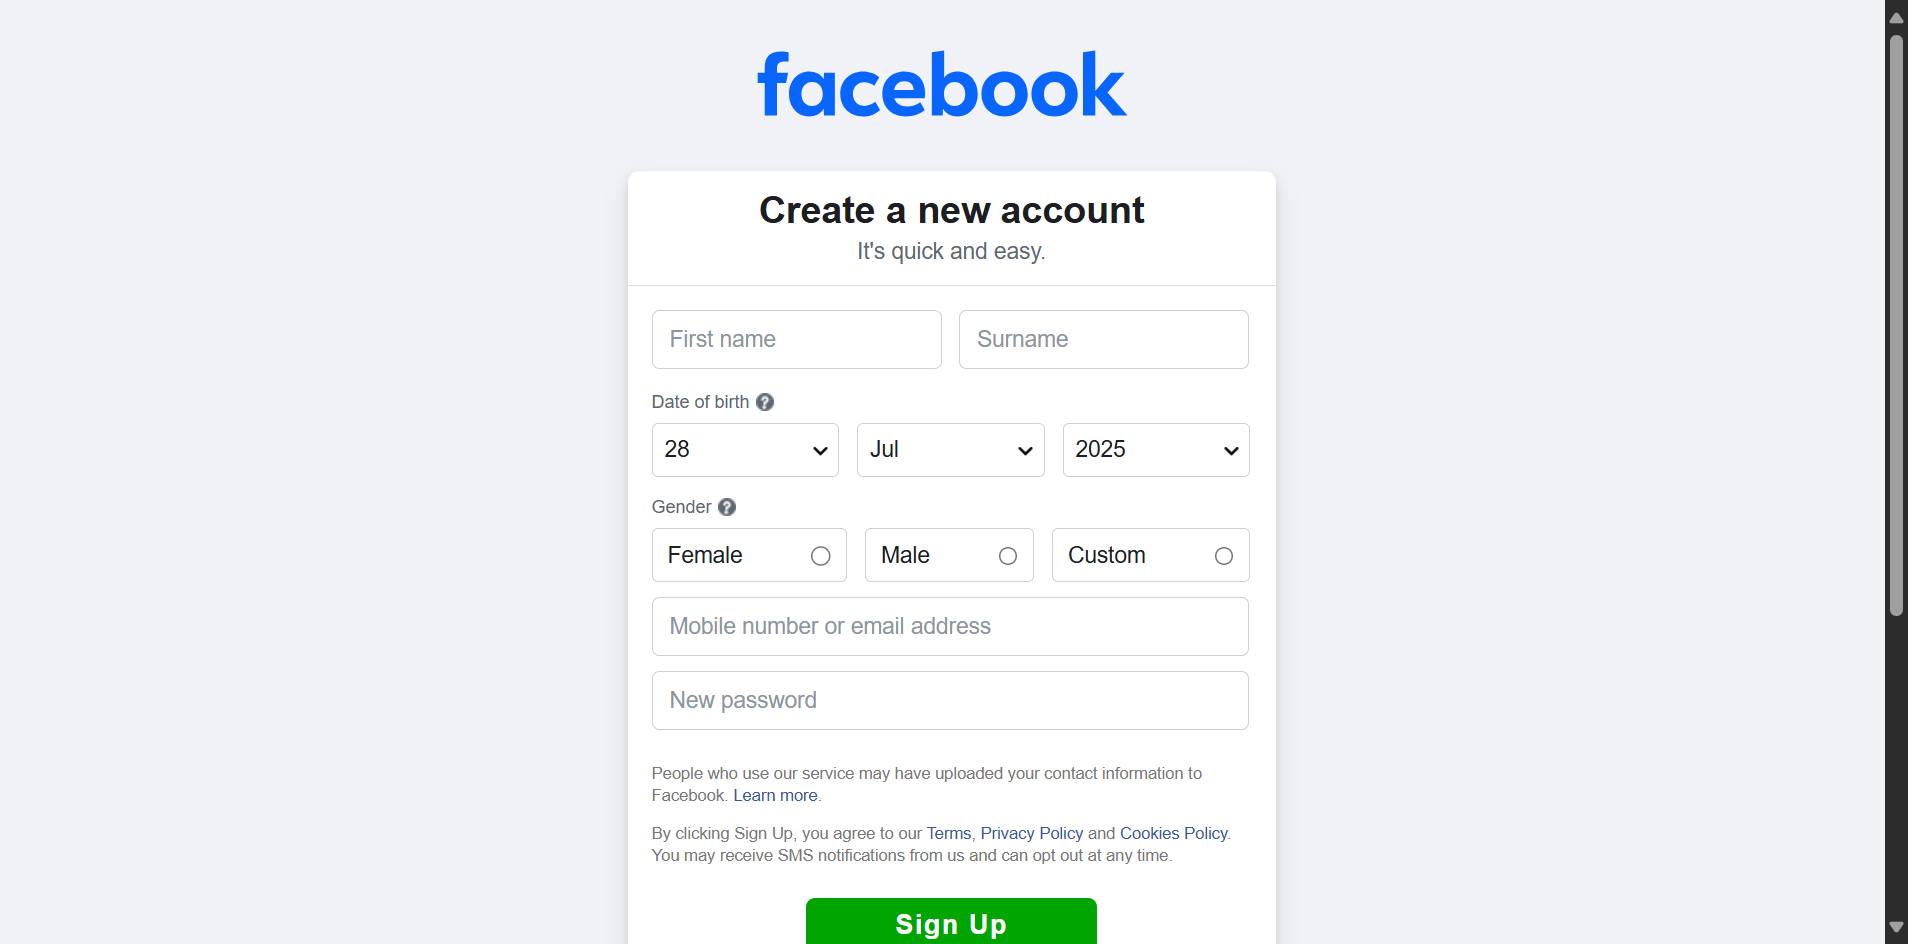 facebook
Create a new account
It's quick and easy.
First name Surname
Date of birth ?
28 Jul 2025
Gender ?
Female Male Custom
Mobile number or email address
New password
People who use our service may have uploaded your contact information to
Facebook. Learn more.
By clicking Sign Up, you agree to our Terms, Privacy Policy and Cookies Policy.
You may receive SMS notifications from us and can opt out at any time.
Sign Up